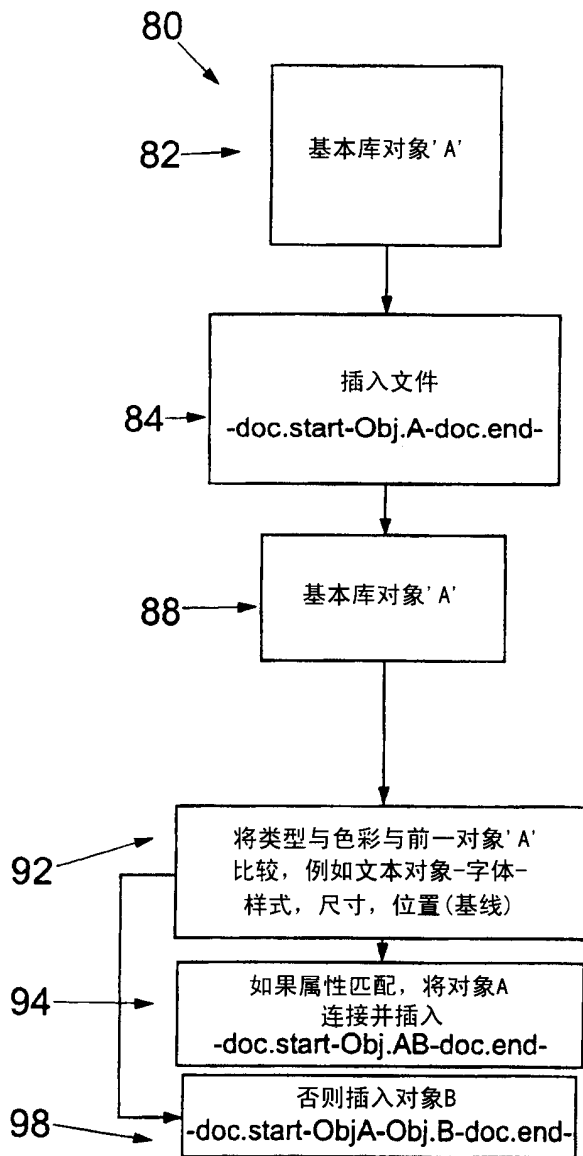 80
82
基本库对象'A'
插入文件
84
-doc.start-Obj.A-doc.end-
基本库对象'A'
88
将类型与色彩与前一对象'A'
92
比较，例如文本对象-字体-
样式，尺寸，位置(基线)
如果属性匹配，将对象A
94
连接并插入
-doc.start-Obj.AB-doc.end-
否则插入对象B
98
-doc.start-ObjA-Obj.B-doc.end-